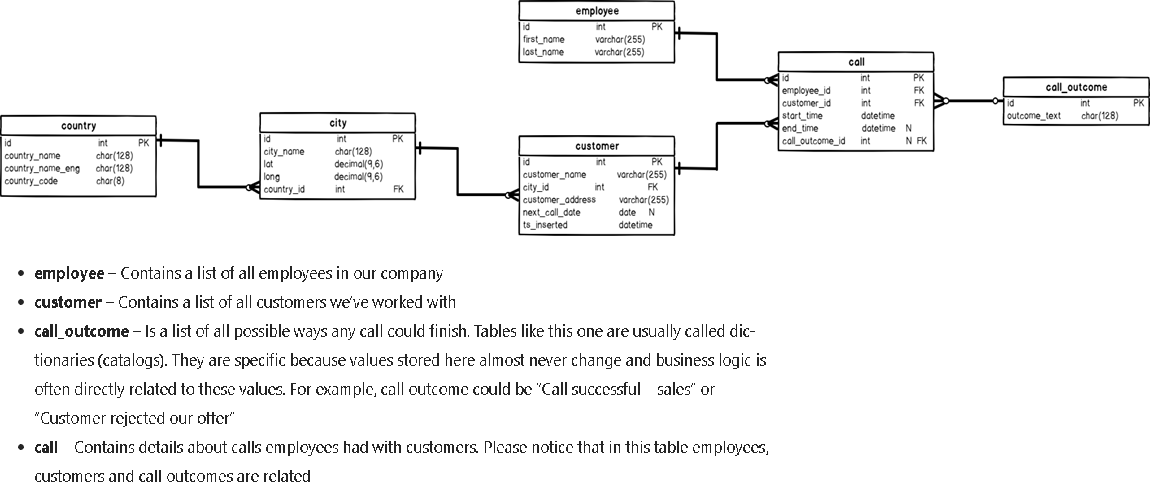 employee
id int PK
first_name varchar(255)
last_name varchar(255)
call
id int PK
employee_id int FK
customer_id int FK
start_time datetime
end_time datetime N
call_outcome_id int N FK
call_outcome
id int PK
outcome_text char(128)
country
id int PK
country_name char(128)
country_name_eng char(128)
country_code char(8)
city
id int PK
city_name char(128)
lat decimal(9,6)
long decimal(9,6)
country_id int FK
customer
id int PK
customer_name varchar(255)
city_id int FK
customer_address varchar(255)
next_call_date date N
ts_inserted datetime
• employee – Contains a list of all employees in our company
• customer – Contains a list of all customers we've worked with
• call_outcome – Is a list of all possible ways any call could finish. Tables like this one are usually called dic-
tionaries (catalogs). They are specific because values stored here almost never change and business logic is
often directly related to these values. For example, call outcome could be "Call successful sales" or
"Customer rejected our offer"
• call Contains details about calls employees had with customers. Please notice that in this table employees,
customers and call outcomes are related